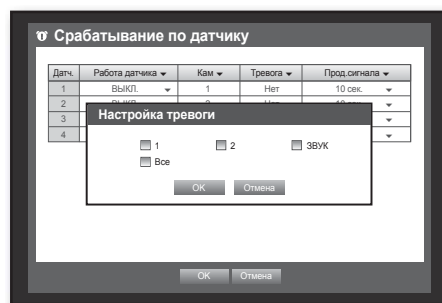 Срабатывание по датчику
Датч. Работа датчика Кам Тревога Прод.сигнала
1 ВЫКЛ. 1 Нет 10 сек.
2
3
4
Настройка тревоги
1 2 ЗВУК
Все
OK Отмена
OK Отмена